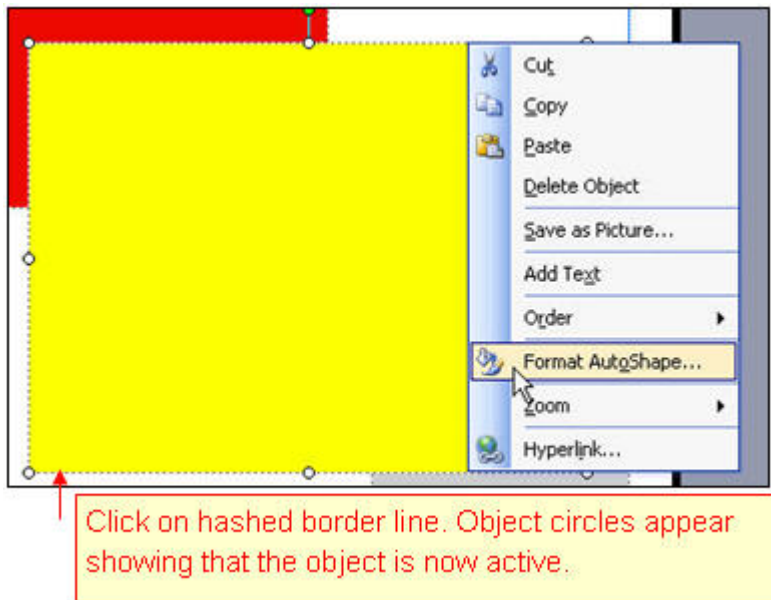 Cut
Copy
Paste
Delete Object
Save as Picture...
Add Text
Order
Format AutoShape...
Zoom
Hyperlink...
Click on hashed border line. Object circles appear
showing that the object is now active.